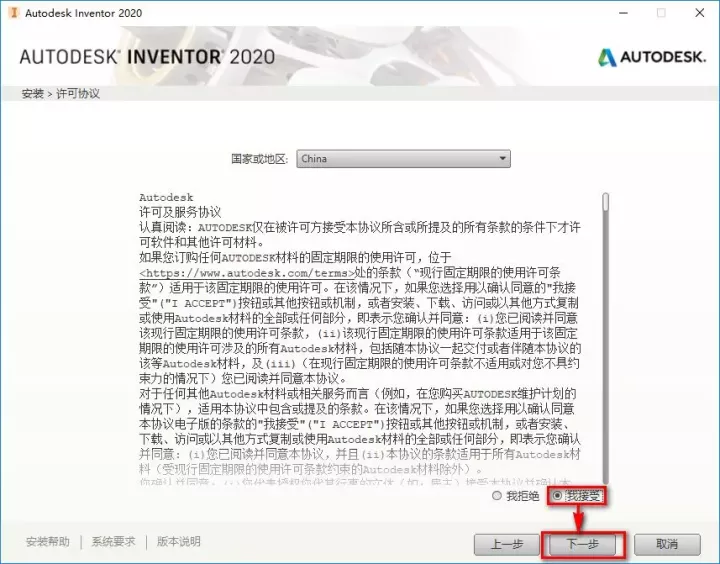 Autodesk Inventor 2020
AUTODESK® INVENTOR® 2020
AUTODESK.
安装 > 许可协议
国家或地区: China
Autodesk
许可及服务协议
认真阅读：AUTODESK仅在被许可方接受本协议所含或所提及的所有条款的条件下才许
可软件和其他许可材料。
如果您订购任何AUTODESK材料的固定期限的使用许可，位于
<https://www.autodesk.com/terms>处的条款（“现行固定期限的使用许可条
款”）适用于该固定期限的使用许可。在该情况下，如果您选择用以确认同意的"我接
受"("I ACCEPT")按钮或其他按钮或机制，或者安装、下载、访问或以其他方式复制
或使用Autodesk材料的全部或任何部分，即表示您确认并同意：(i)您已阅读并同意
该现行固定期限的使用许可条款，(ii)该现行固定期限的使用许可条款适用于该固定
期限的使用许可涉及的所有Autodesk材料，包括随本协议一起交付或者伴随本协议的
该等Autodesk材料，及(iii)（在现行固定期限的使用许可条款不适用或对您不具约
束力的情况下）您已阅读并同意本协议。
对于任何其他Autodesk材料或相关服务而言（例如，在您购买AUTODESK维护计划的
情况下），适用本协议中包含或提及的条款。在该情况下，如果您选择用以确认同意
本协议电子版的条款的"我接受"("I ACCEPT")按钮或其他按钮或机制，或者安装、
下载、访问或以其他方式复制或使用Autodesk材料的全部或任何部分，即表示您确认
并同意：(i)您已阅读并同意本协议，并且(ii)本协议的条款适用于所有Autodesk材
料（受现行固定期限的使用许可条款约束的Autodesk材料除外）。
我拒绝 我接受
安装帮助 | 系统要求 | 版本说明 上一步 下一步 取消